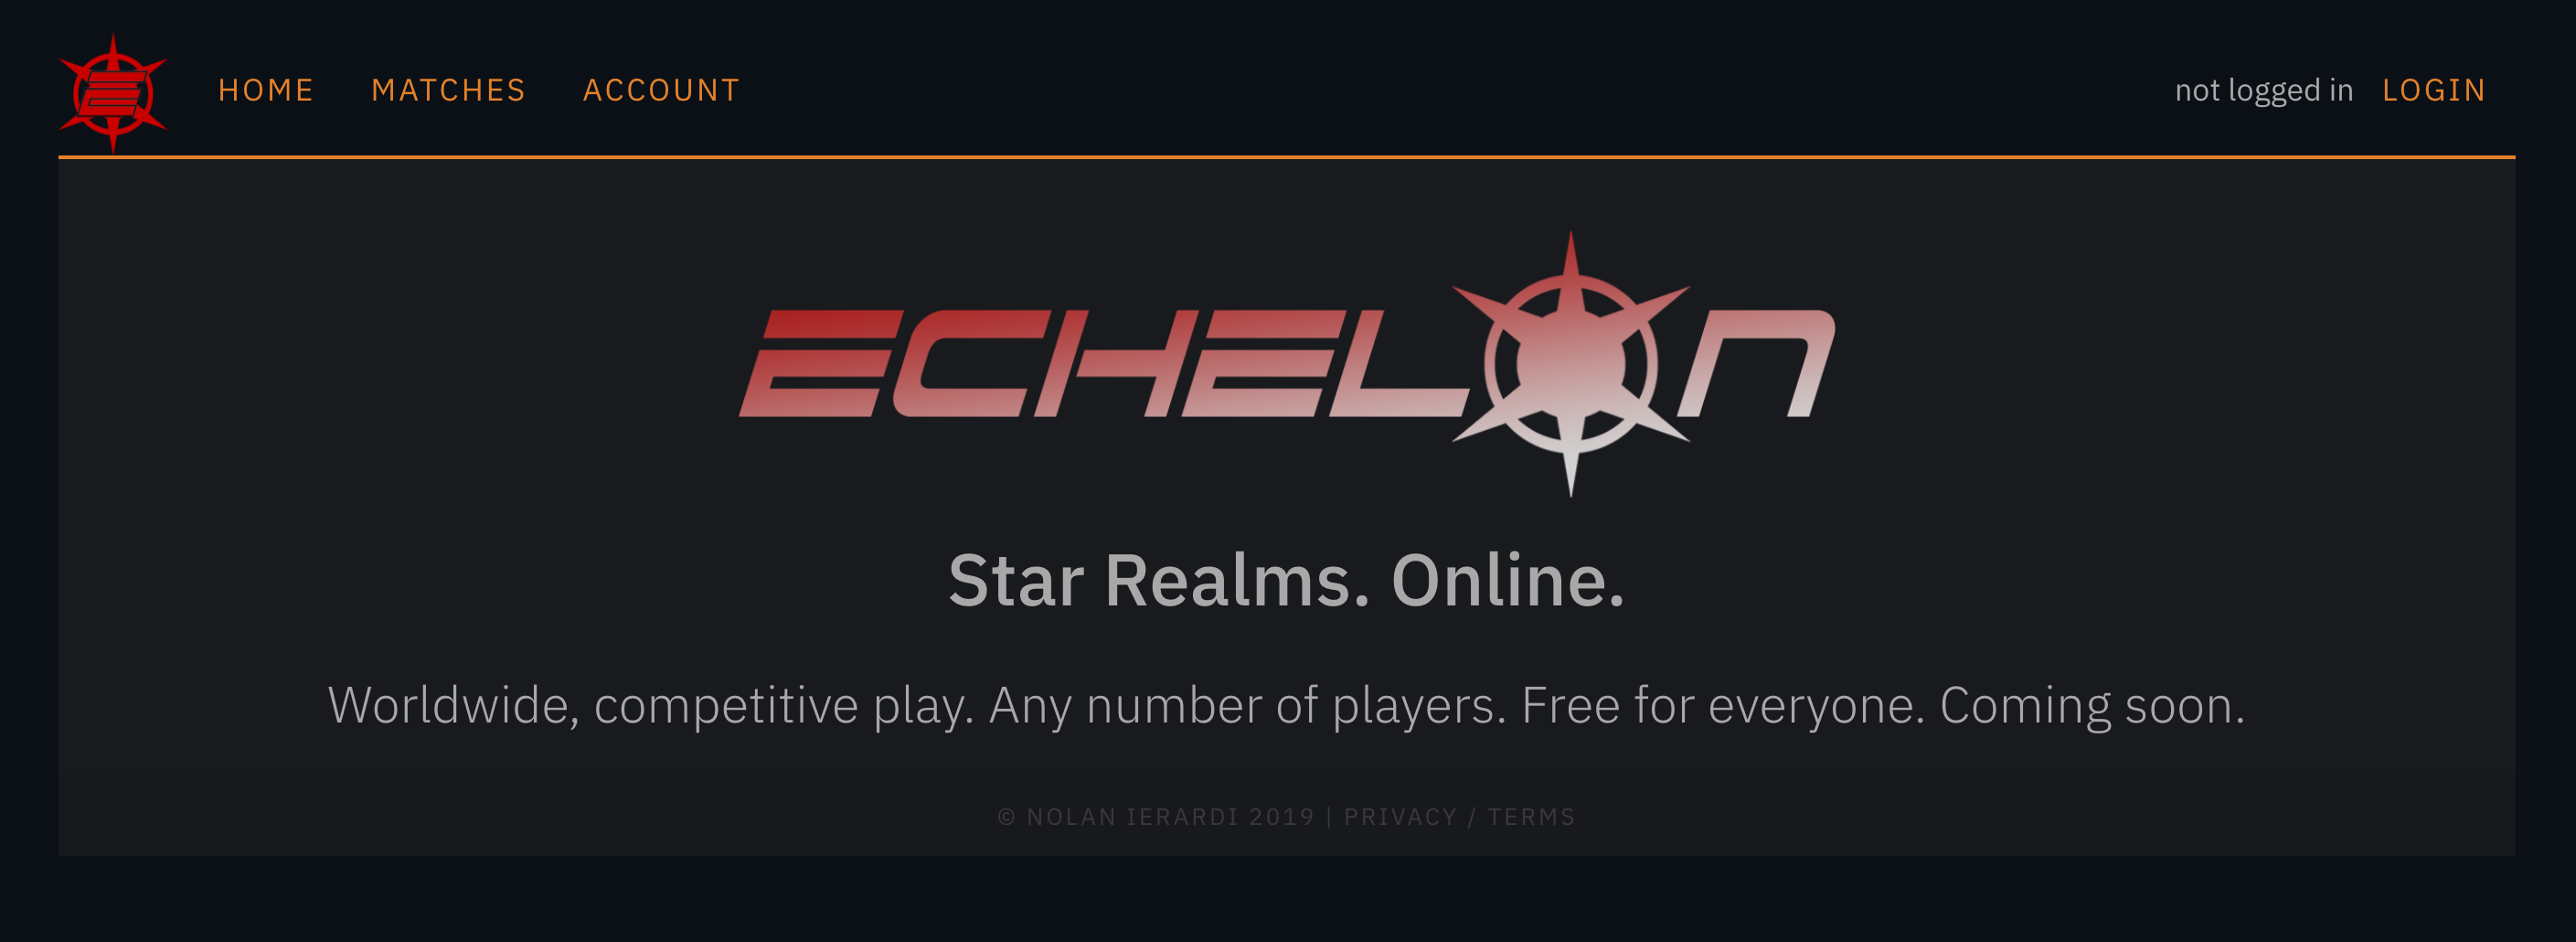 HOME MATCHES ACCOUNT not logged in LOGIN
ECHELON
Star Realms. Online.
Worldwide, competitive play. Any number of players. Free for everyone. Coming soon.
© NOLAN IERARDI 2019 | PRIVACY / TERMS